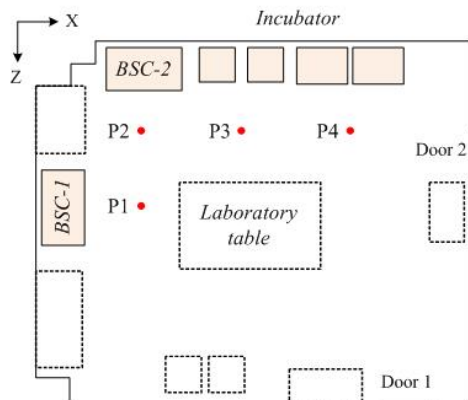 X
Incubator
Z
BSC-2
P2
P3
P4
Door 2
BSC-1
P1
Laboratory
table
Door 1